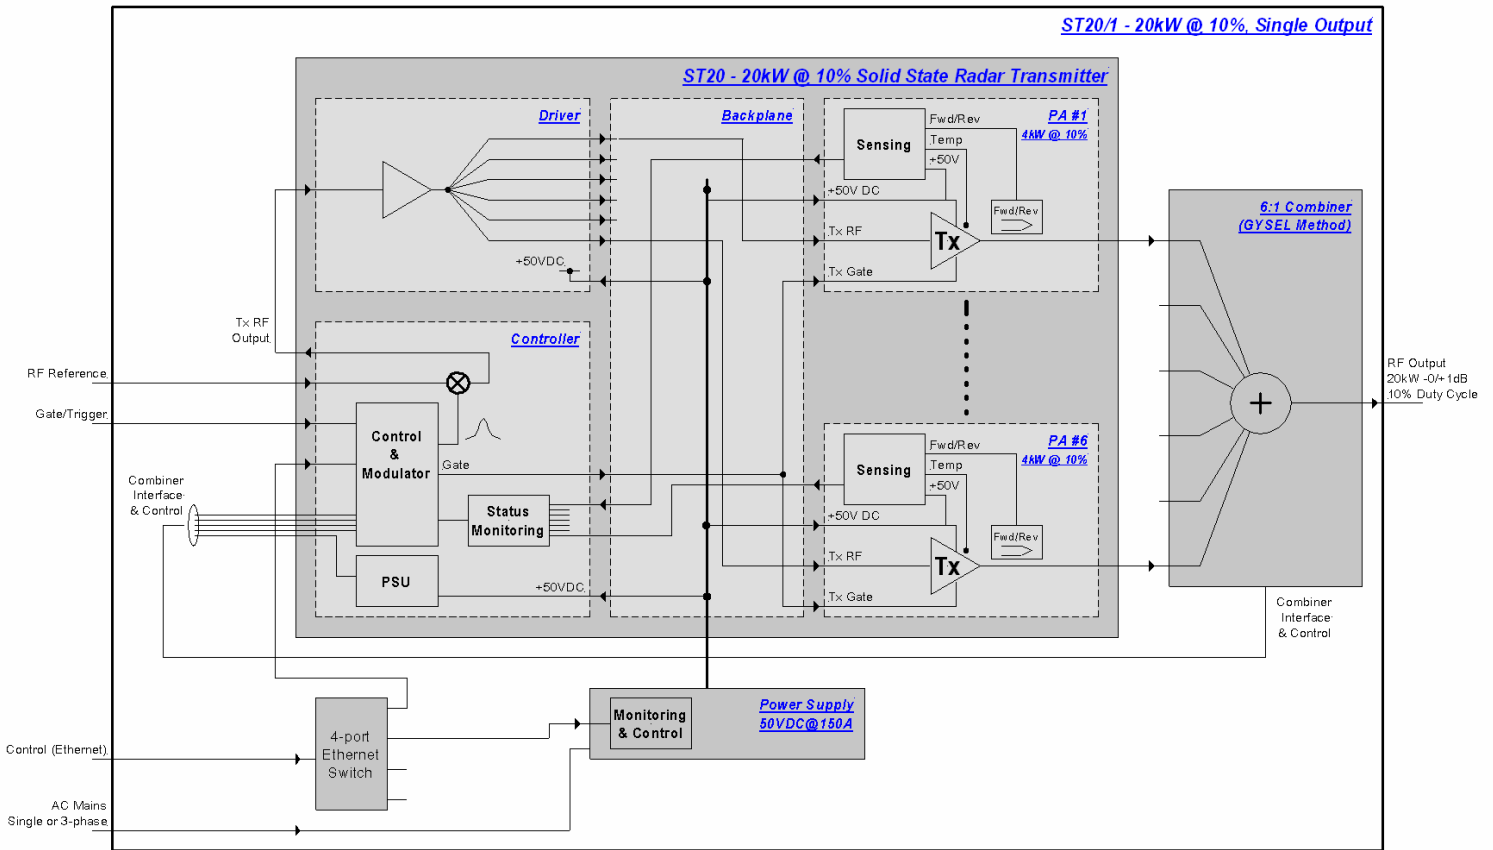 ST20/1 - 20kW @ 10%, Single Output
ST20 - 20kW @ 10% Solid State Radar Transmitter
Driver
+50VDC
Backplane
PA #1
4kW @ 10%
Sensing
Fwd/Rev
Temp
+50V
+50V DC
Fwd/Rev
Tx RF
Tx
Tx Gate
6:1 Combiner
(GYSEL Method)
+
RF Output
20kW -0/+1dB
10% Duty Cycle
Tx RF
Output
Controller
RF Reference
Gate/Trigger
Control
&
Modulator
Gate
Combiner
Interface
& Control
Status
Monitoring
PSU
+50VDC
PA #6
4kW @ 10%
Sensing
Fwd/Rev
Temp
+50V
+50V DC
Fwd/Rev
Tx RF
Tx
Tx Gate
Combiner
Interface
& Control
Power Supply
50VDC@150A
Monitoring
& Control
4-port
Ethernet
Switch
Control (Ethernet)
AC Mains
Single or 3-phase